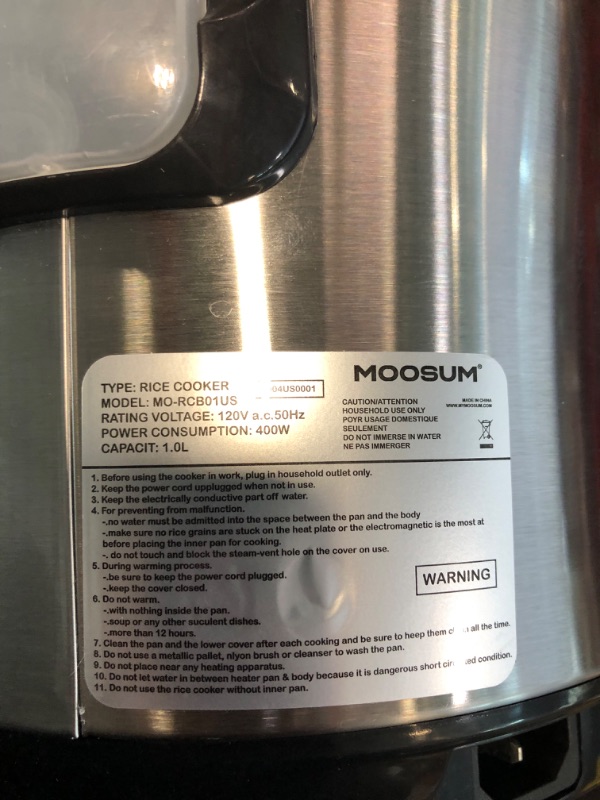 TYPE: RICE COOKER
MODEL: MO-RCB01US
04US0001
RATING VOLTAGE: 120V a.c.50Hz
POWER CONSUMPTION: 400W
CAPACIT: 1.0L
MOOSUM®
CAUTION/ATTENTION
HOUSEHOLD USE ONLY
POYR USAGE DOMESTIQUE
SEULEMENT
DO NOT IMMERSE IN WATER
NE PAS IMMERGER
MADE IN CHINA
WWW.MYMOOSUM.COM
1. Before using the cooker in work, plug in household outlet only.
2. Keep the power cord upplugged when not in use.
3. Keep the electrically conductive part off water.
4. For preventing from malfunction.
-.no water must be admitted into the space between the pan and the body
-.make sure no rice grains are stuck on the heat plate or the electromagnetic is the most at
before placing the inner pan for cooking.
-. do not touch and block the steam-vent hole on the cover on use.
5. During warming process.
-.be sure to keep the power cord plugged.
-.keep the cover closed.
WARNING
6. Do not warm.
-.with nothing inside the pan.
-.soup or any other succulent dishes.
-.more than 12 hours.
7. Clean the pan and the lower cover after each cooking and be sure to keep them all the time.
8. Do not use a metallic pallet, nlyon brush or cleanser to wash the pan.
9. Do not place near any heating apparatus.
10. Do not let water in between heater pan & body because it is dangerous short condition.
11. Do not use the rice cooker without inner pan.